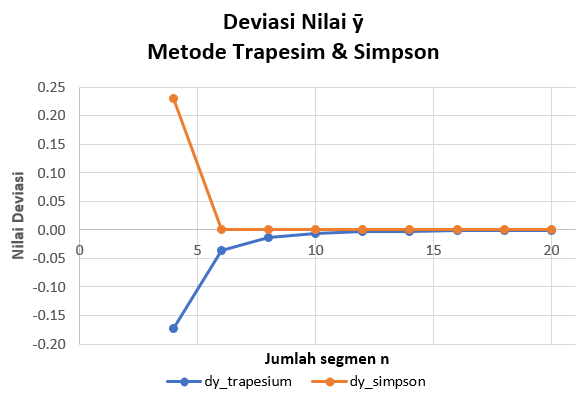 Deviasi Nilai ȳ
Metode Trapesim & Simpson
0.25
0.20
0.15
0.10
0.05
0.00
-0.05
-0.10
-0.15
-0.20
Nilai Deviasi
0 5 10 15 20
Jumlah segmen n
dy_trapesium dy_simpson